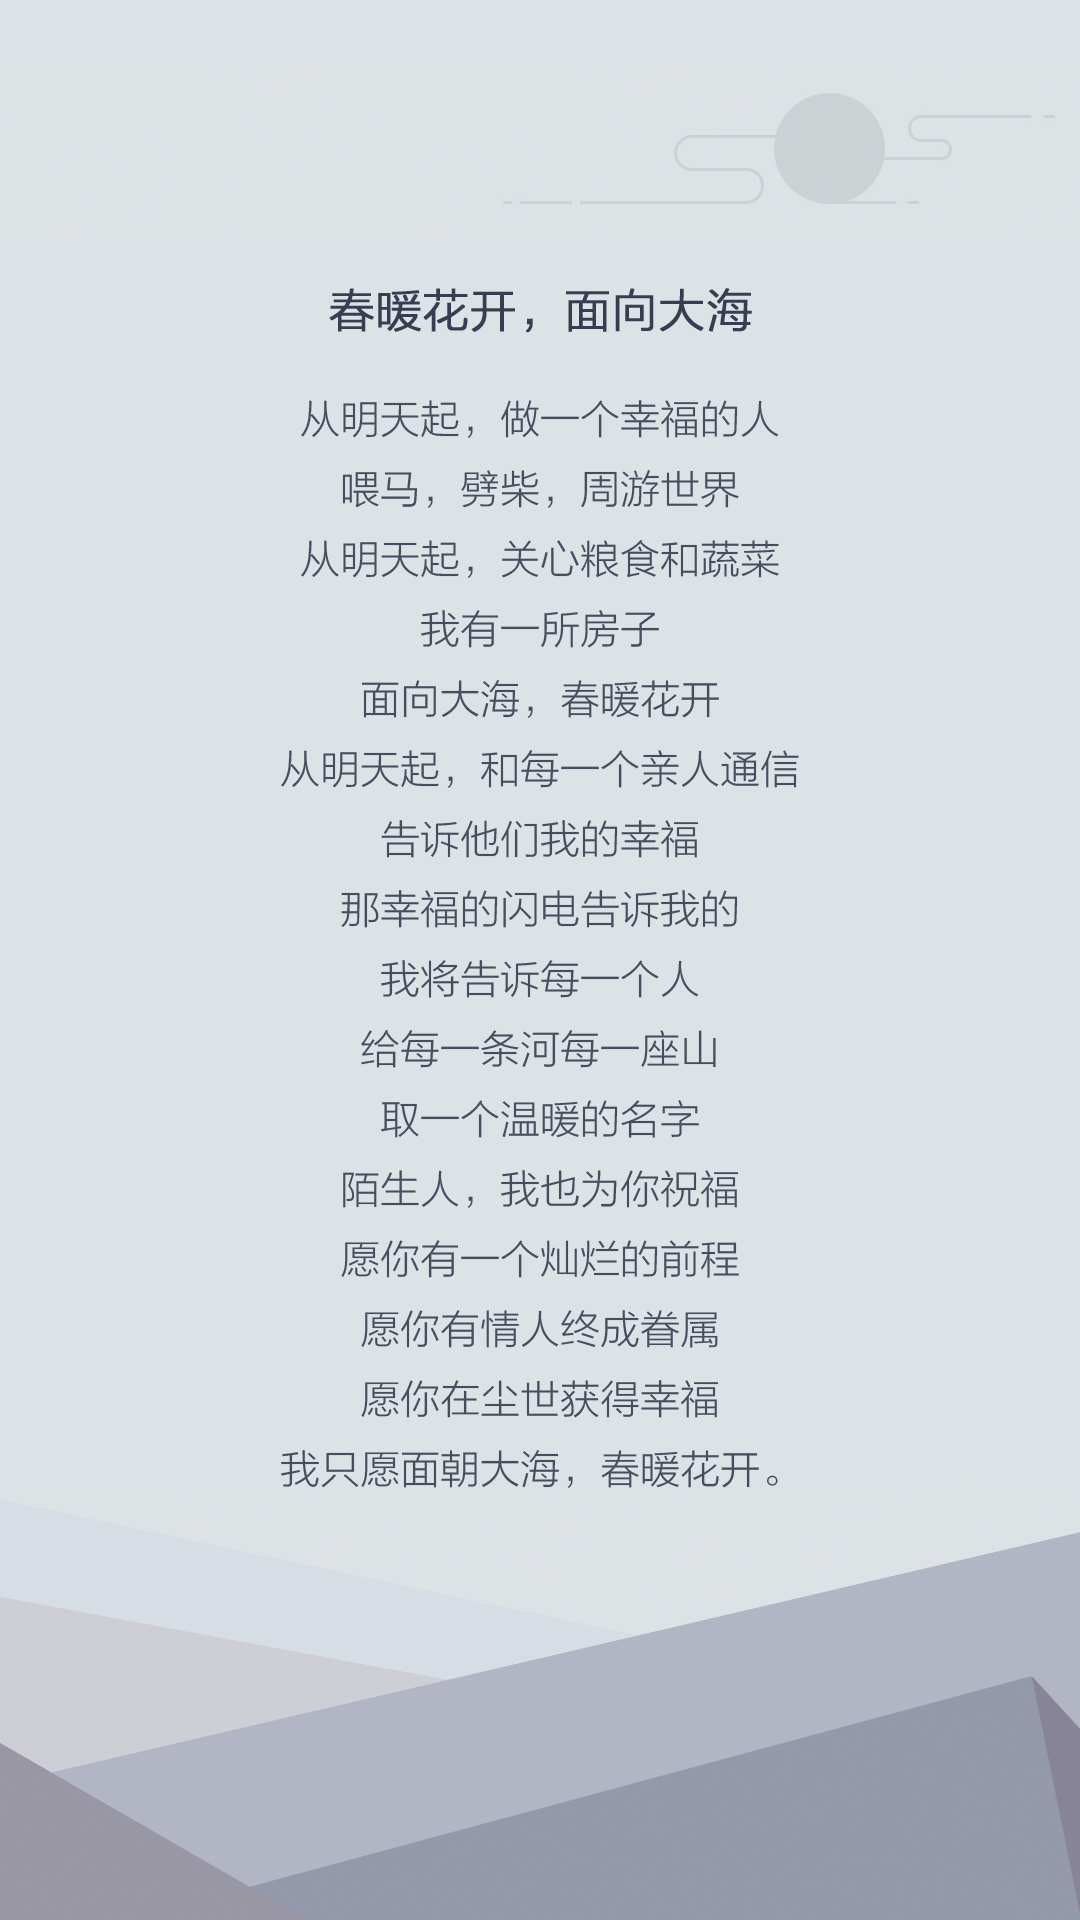 春暖花开，面向大海
从明天起，做一个幸福的人
喂马，劈柴，周游世界
从明天起，关心粮食和蔬菜
我有一所房子
面向大海，春暖花开
从明天起，和每一个亲人通信
告诉他们我的幸福
那幸福的闪电告诉我的
我将告诉每一个人
给每一条河每一座山
取一个温暖的名字
陌生人，我也为你祝福
愿你有一个灿烂的前程
愿你有情人终成眷属
愿你在尘世获得幸福
我只愿面朝大海，春暖花开。